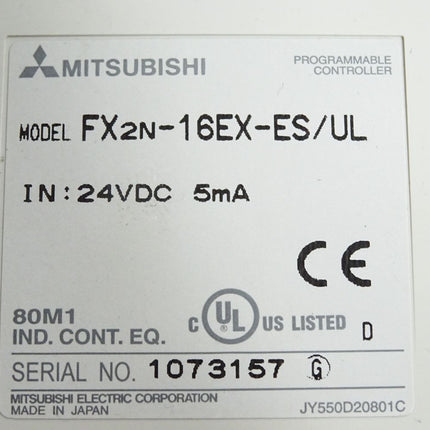 MITSUBISHI
PROGRAMMABLE
CONTROLLER
MODEL FX2N-16EX-ES/UL
IN: 24VDC 5mA
CE
80M1
IND. CONT. EQ.
C UL US LISTED D
SERIAL NO. 1073157 G
MITSUBISHI ELECTRIC CORPORATION
MADE IN JAPAN
JY550D20801C